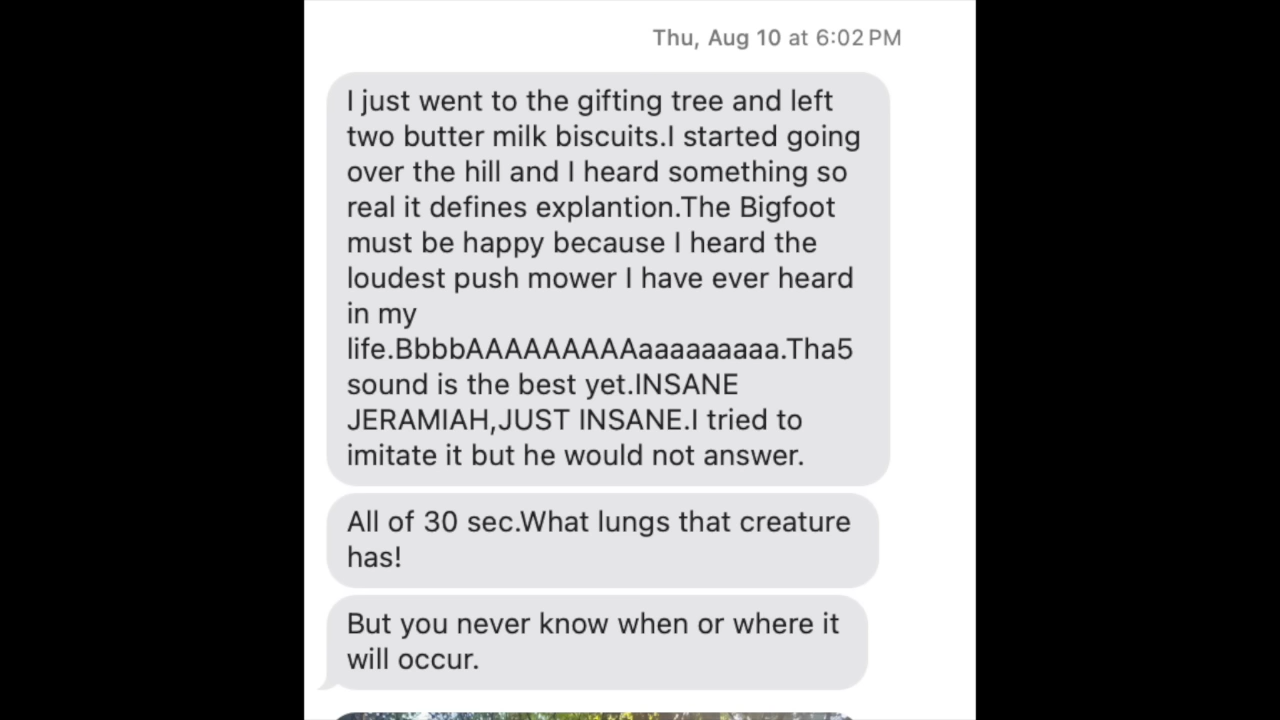 Thu, Aug 10 at 6:02 PM
I just went to the gifting tree and left
two butter milk biscuits.I started going
over the hill and I heard something so
real it defines explantion.The Bigfoot
must be happy because I heard the
loudest push mower I have ever heard
in my
life.BbbbAAAAAAAAAaaaaaaaaa.Tha5
sound is the best yet.INSANE
JERAMIAH,JUST INSANE.I tried to
imitate it but he would not answer.
All of 30 sec.What lungs that creature
has!
But you never know when or where it
will occur.